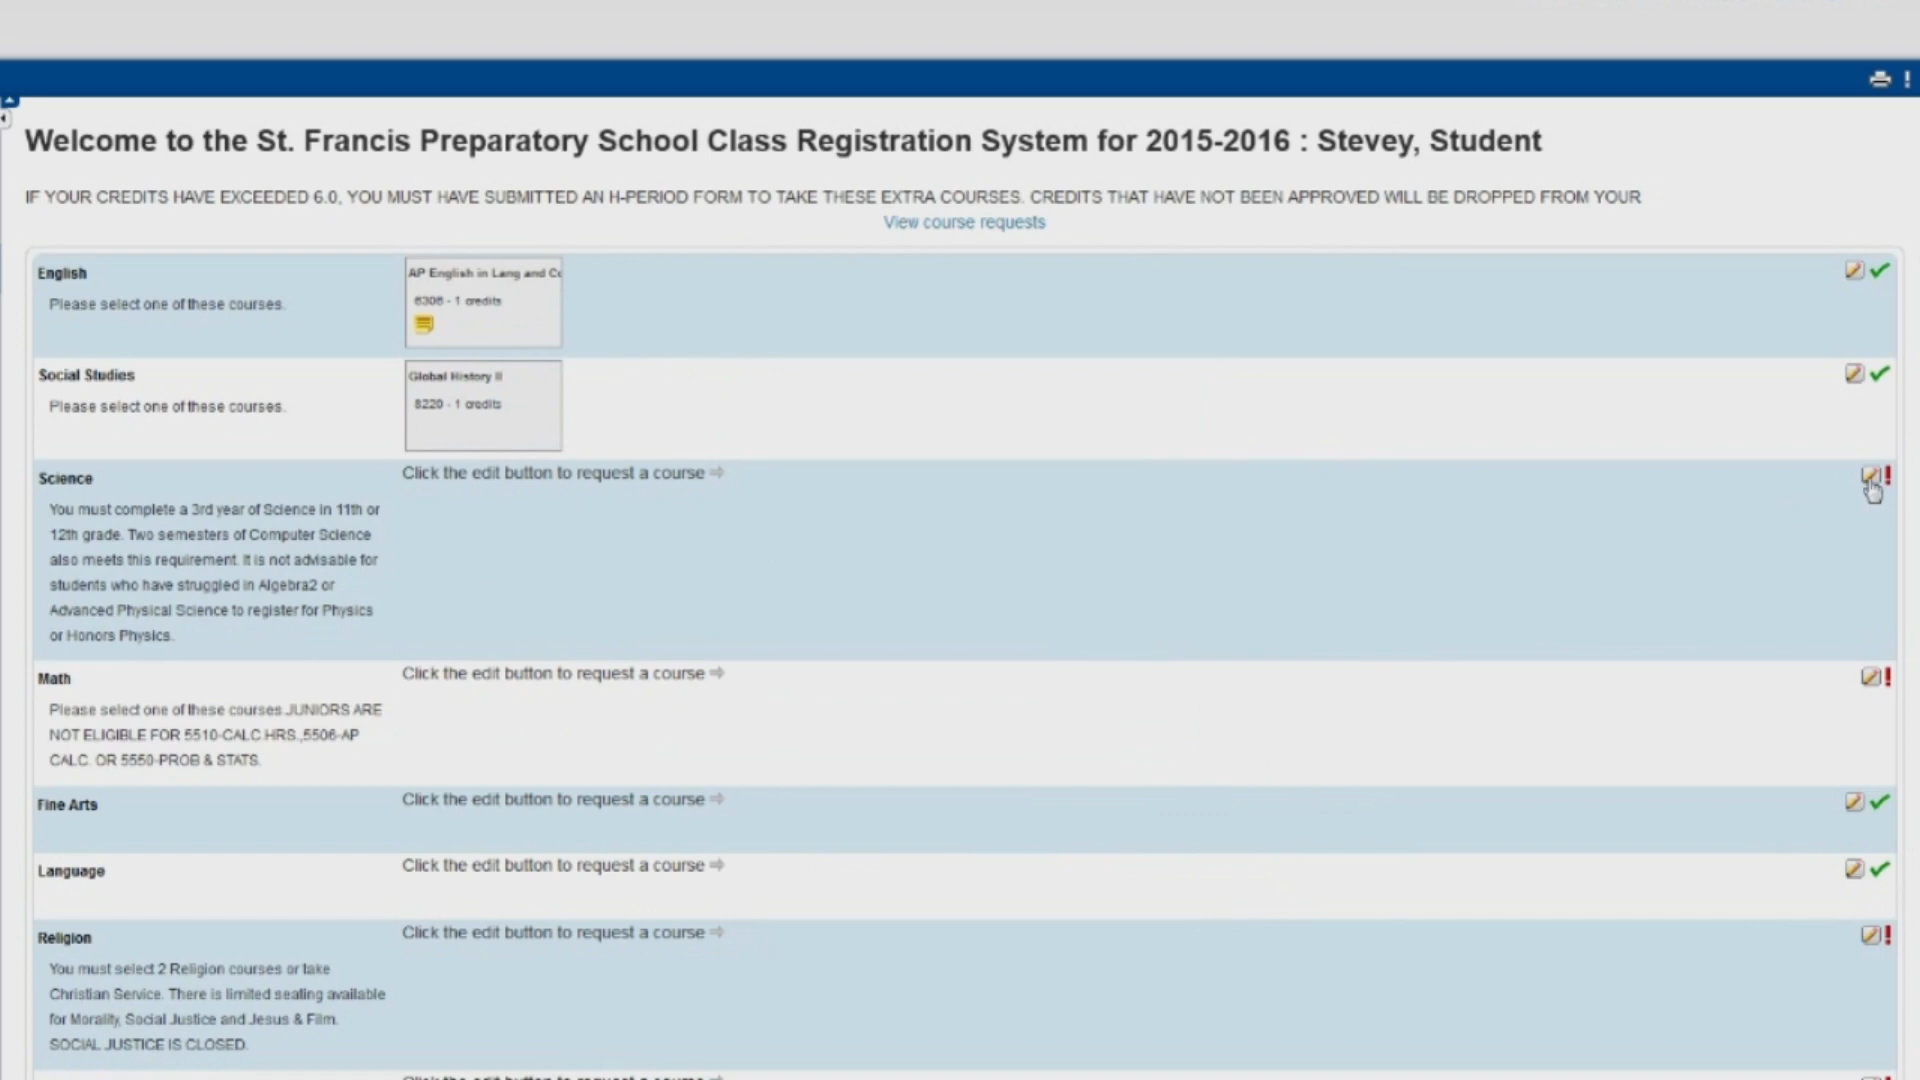 Welcome to the St. Francis Preparatory School Class Registration System for 2015-2016 : Stevey, Student
IF YOUR CREDITS HAVE EXCEEDED 6.0, YOU MUST HAVE SUBMITTED AN H-PERIOD FORM TO TAKE THESE EXTRA COURSES. CREDITS THAT HAVE NOT BEEN APPROVED WILL BE DROPPED FROM YOUR
View course requests
English
Please select one of these courses.
AP English in Lang and Co
6306 - 1 credits
Social Studies
Please select one of these courses.
Global History II
8220 - 1 credits
Science
Click the edit button to request a course
You must complete a 3rd year of Science in 11th or
12th grade. Two semesters of Computer Science
also meets this requirement. It is not advisable for
students who have struggled in Algebra2 or
Advanced Physical Science to register for Physics
or Honors Physics.
Math
Click the edit button to request a course
Please select one of these courses.JUNIORS ARE
NOT ELIGIBLE FOR 5510-CALC.HRS.,5506-AP
CALC. OR 5550-PROB & STATS.
Fine Arts
Click the edit button to request a course
Language
Click the edit button to request a course
Religion
Click the edit button to request a course
You must select 2 Religion courses or take
Christian Service. There is limited seating available
for Morality, Social Justice and Jesus & Film.
SOCIAL JUSTICE IS CLOSED.